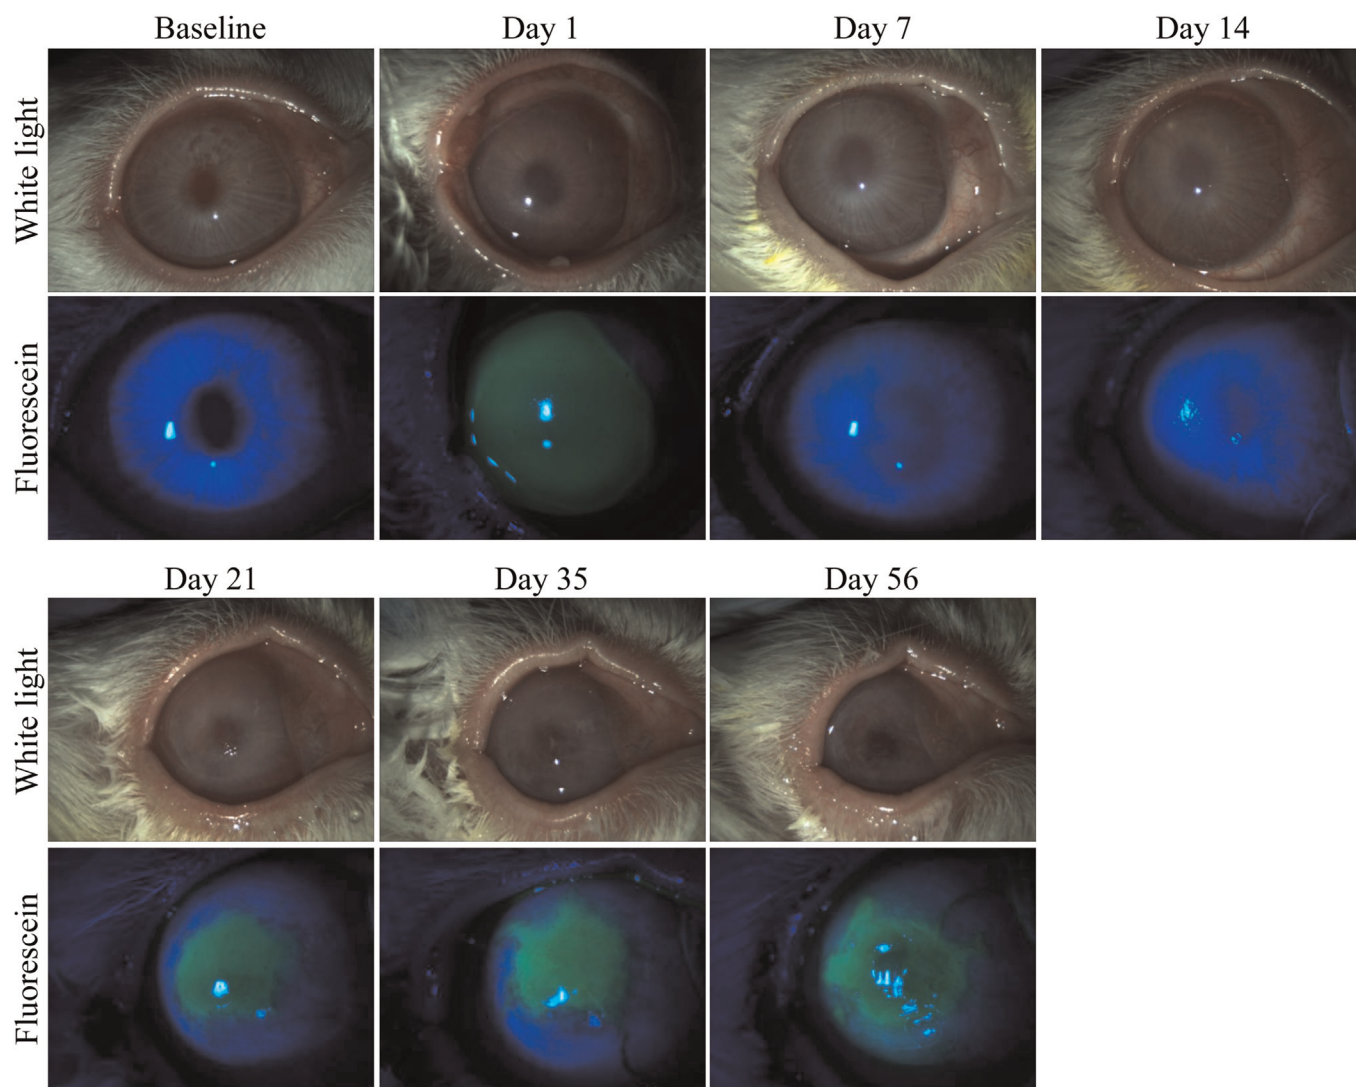 Baseline
Day 1
Day 7
Day 14
White light
Fluorescein
Day 21
Day 35
Day 56
White light
Fluorescein